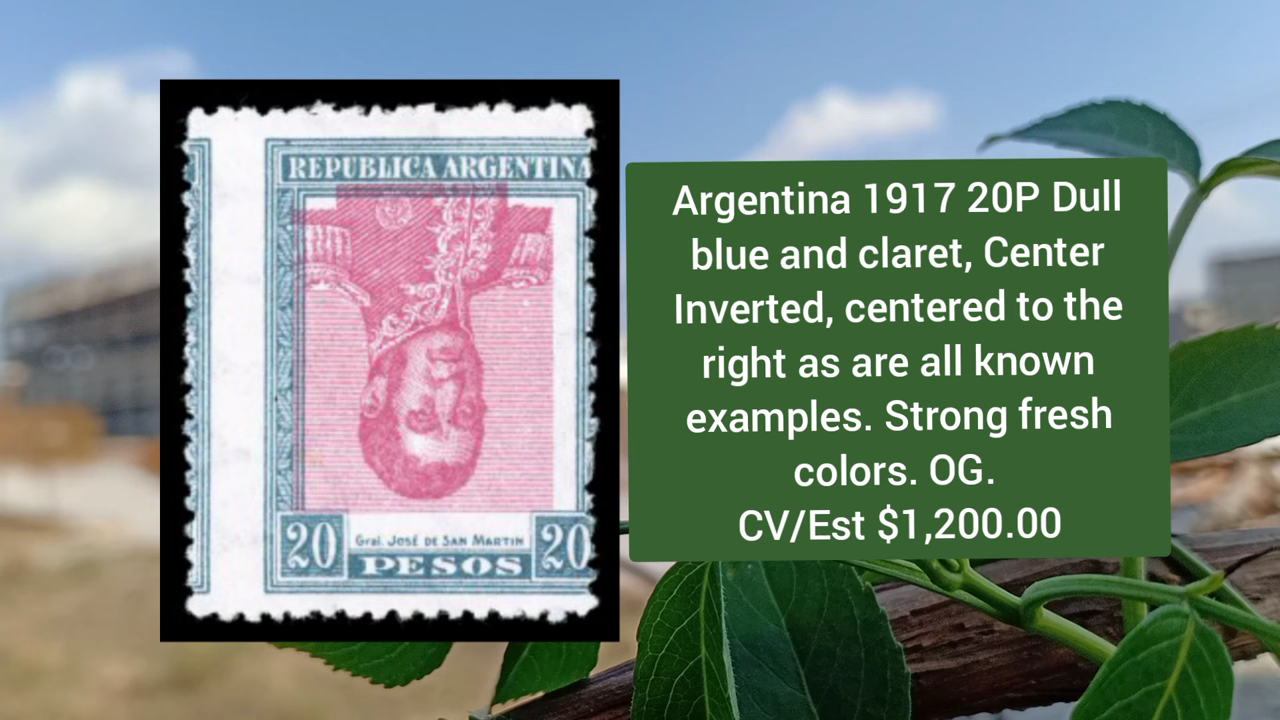 REPUBLICA ARGENTINA
20
Gral. JOSÉ DE SAN MARTIN
20
PESOS
Argentina 1917 20P Dull
blue and claret, Center
Inverted, centered to the
right as are all known
examples. Strong fresh
colors. OG.
CV/Est $1,200.00